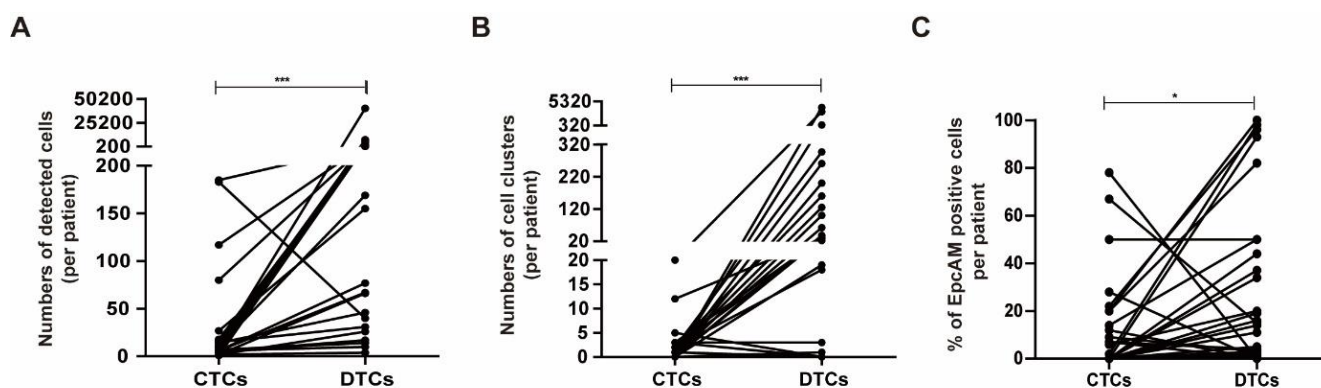 A
B
C
Numbers of detected cells
(per patient)
***
50200
25200
200
200
150
100
50
0
CTCs
DTCs
Numbers of cell clusters
(per patient)
***
5320
320
320
220
160
120
20
20
15
10
5
0
CTCs
DTCs
% of EpcAM positive cells
per patient
*
100
80
60
40
20
0
CTCs
DTCs